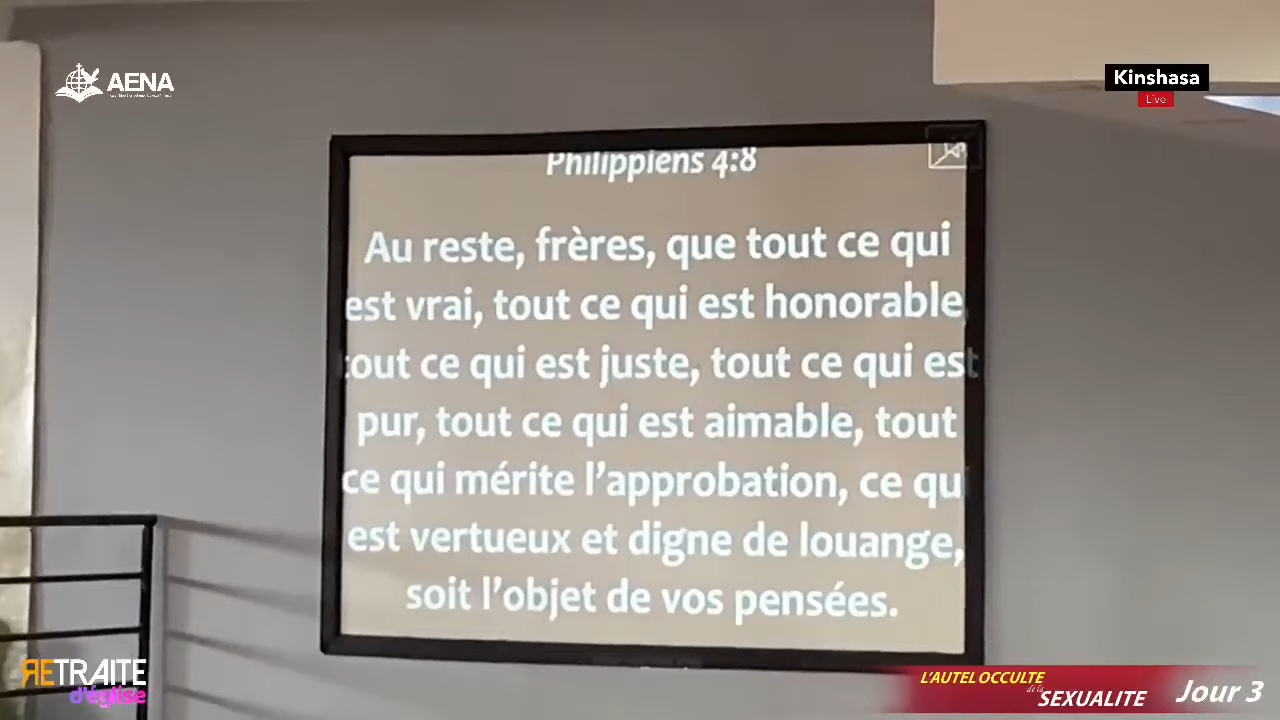 AENA
Kinshasa
Live
Philippiens 4:8
Au reste, frères, que tout ce qui
est vrai, tout ce qui est honorable
tout ce qui est juste, tout ce qui est
pur, tout ce qui est aimable, tout
ce qui mérite l'approbation, ce qui
est vertueux et digne de louange,
soit l'objet de vos pensées.
RETRAITE
d'église
L'AUTEL OCCULTE
de la
SEXUALITE
Jour 3